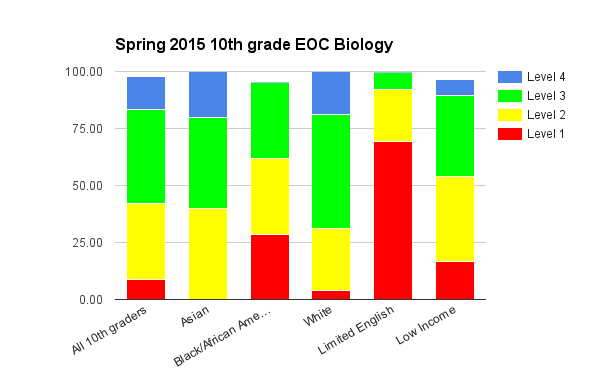 Spring 2015 10th grade EOC Biology
100.00
75.00
50.00
25.00
0.00
Level 4
Level 3
Level 2
Level 1
All 10th graders
Asian
Black/African Ame…
White
Limited English
Low Income